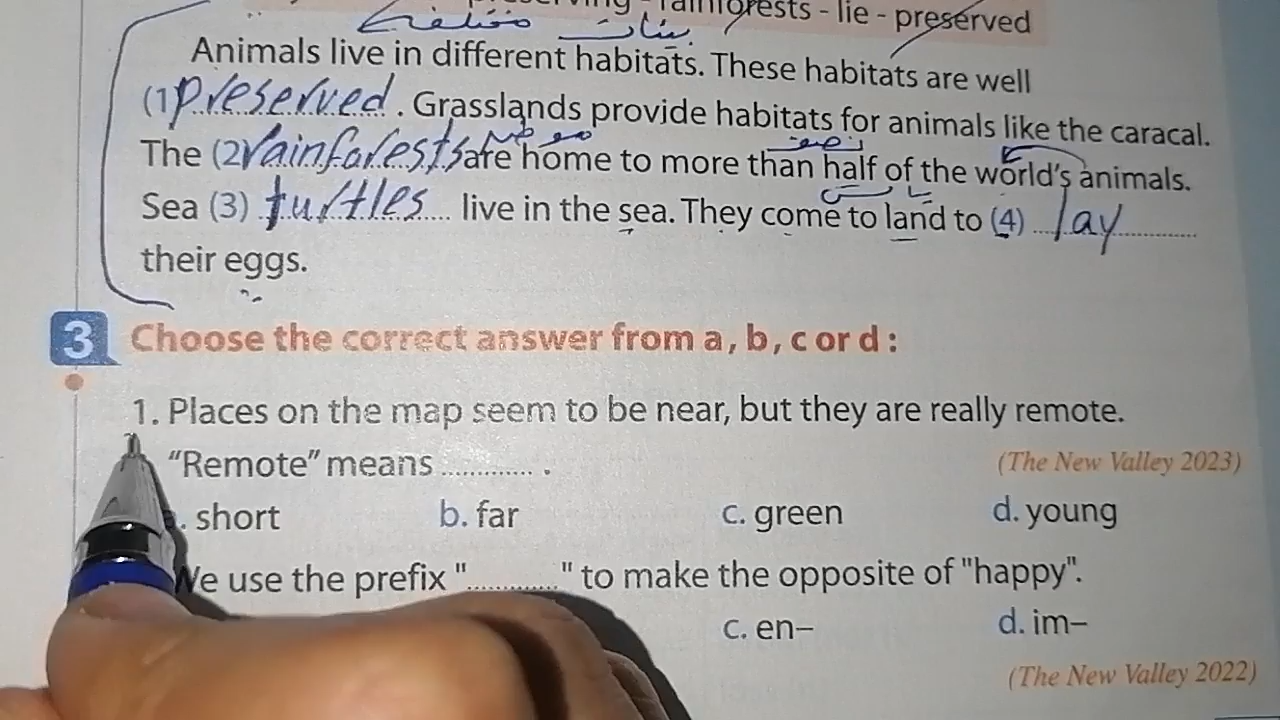 rainforests - lie - preserved
مختلفة بيئات
Animals live in different habitats. These habitats are well
(1) preserved . Grasslands provide habitats for animals like the caracal.
نصف
The (2) rainforests are home to more than half of the world's animals.
Sea (3) turtles live in the sea. They come to land to (4) lay
their eggs.
3 Choose the correct answer from a, b, c or d :
1. Places on the map seem to be near, but they are really remote.
"Remote" means ............ . (The New Valley 2023)
. short b. far c. green d. young
We use the prefix "............" to make the opposite of "happy".
c. en– d. im–
(The New Valley 2022)